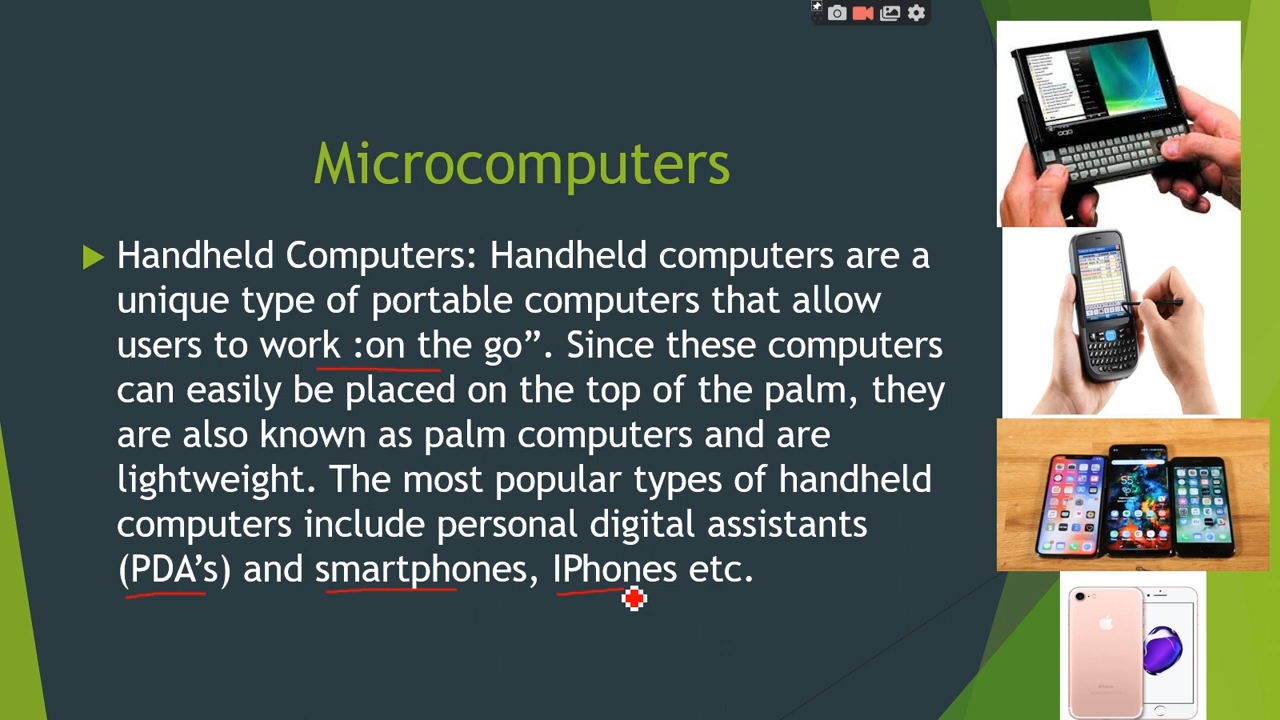 Microcomputers
Handheld Computers: Handheld computers are a
unique type of portable computers that allow
users to work :on the go”. Since these computers
can easily be placed on the top of the palm, they
are also known as palm computers and are
lightweight. The most popular types of handheld
computers include personal digital assistants
(PDA’s) and smartphones, IPhones etc.